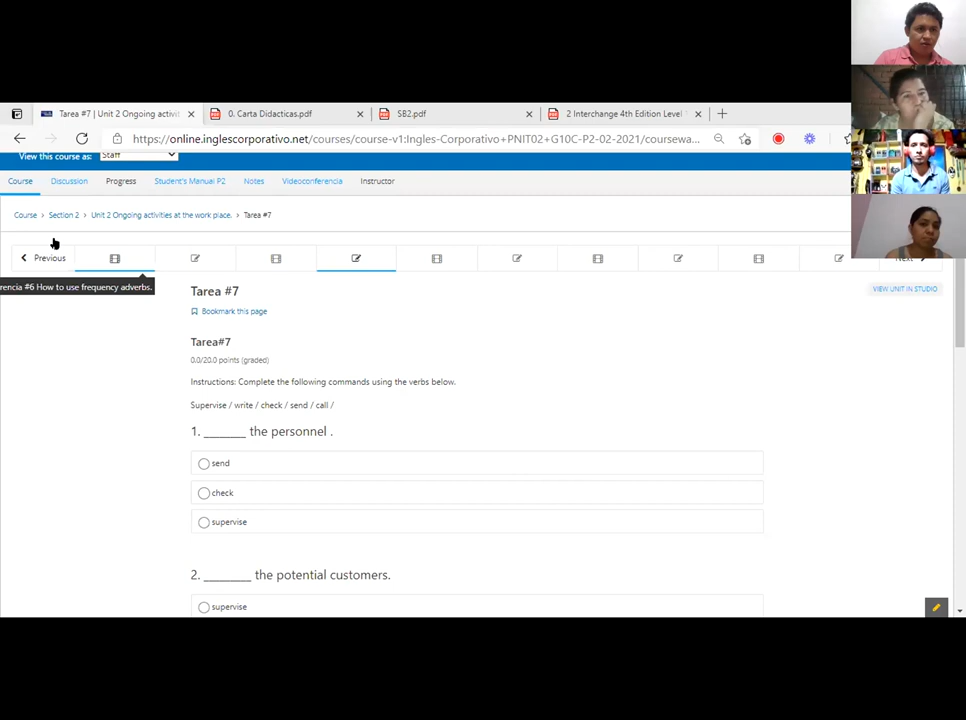 Tarea #7 | Unit 2 Ongoing activiti
0. Carta Didacticas.pdf
SB2.pdf
2 Interchange 4th Edition Level
https://online.inglescorporativo.net/courses/course-v1:Ingles-Corporativo+PNIT02+G10C-P2-02-2021/coursewa...
View this course as:
Staff
Course
Discussion
Progress
Student's Manual P2
Notes
Videoconferencia
Instructor
Course > Section 2 > Unit 2 Ongoing activities at the work place. > Tarea #7
Previous
Next
rencia #6 How to use frequency adverbs.
Tarea #7
VIEW UNIT IN STUDIO
Bookmark this page
Tarea#7
0.0/20.0 points (graded)
Instructions: Complete the following commands using the verbs below.
Supervise / write / check / send / call /
1. _______ the personnel .
send
check
supervise
2. ________ the potential customers.
supervise